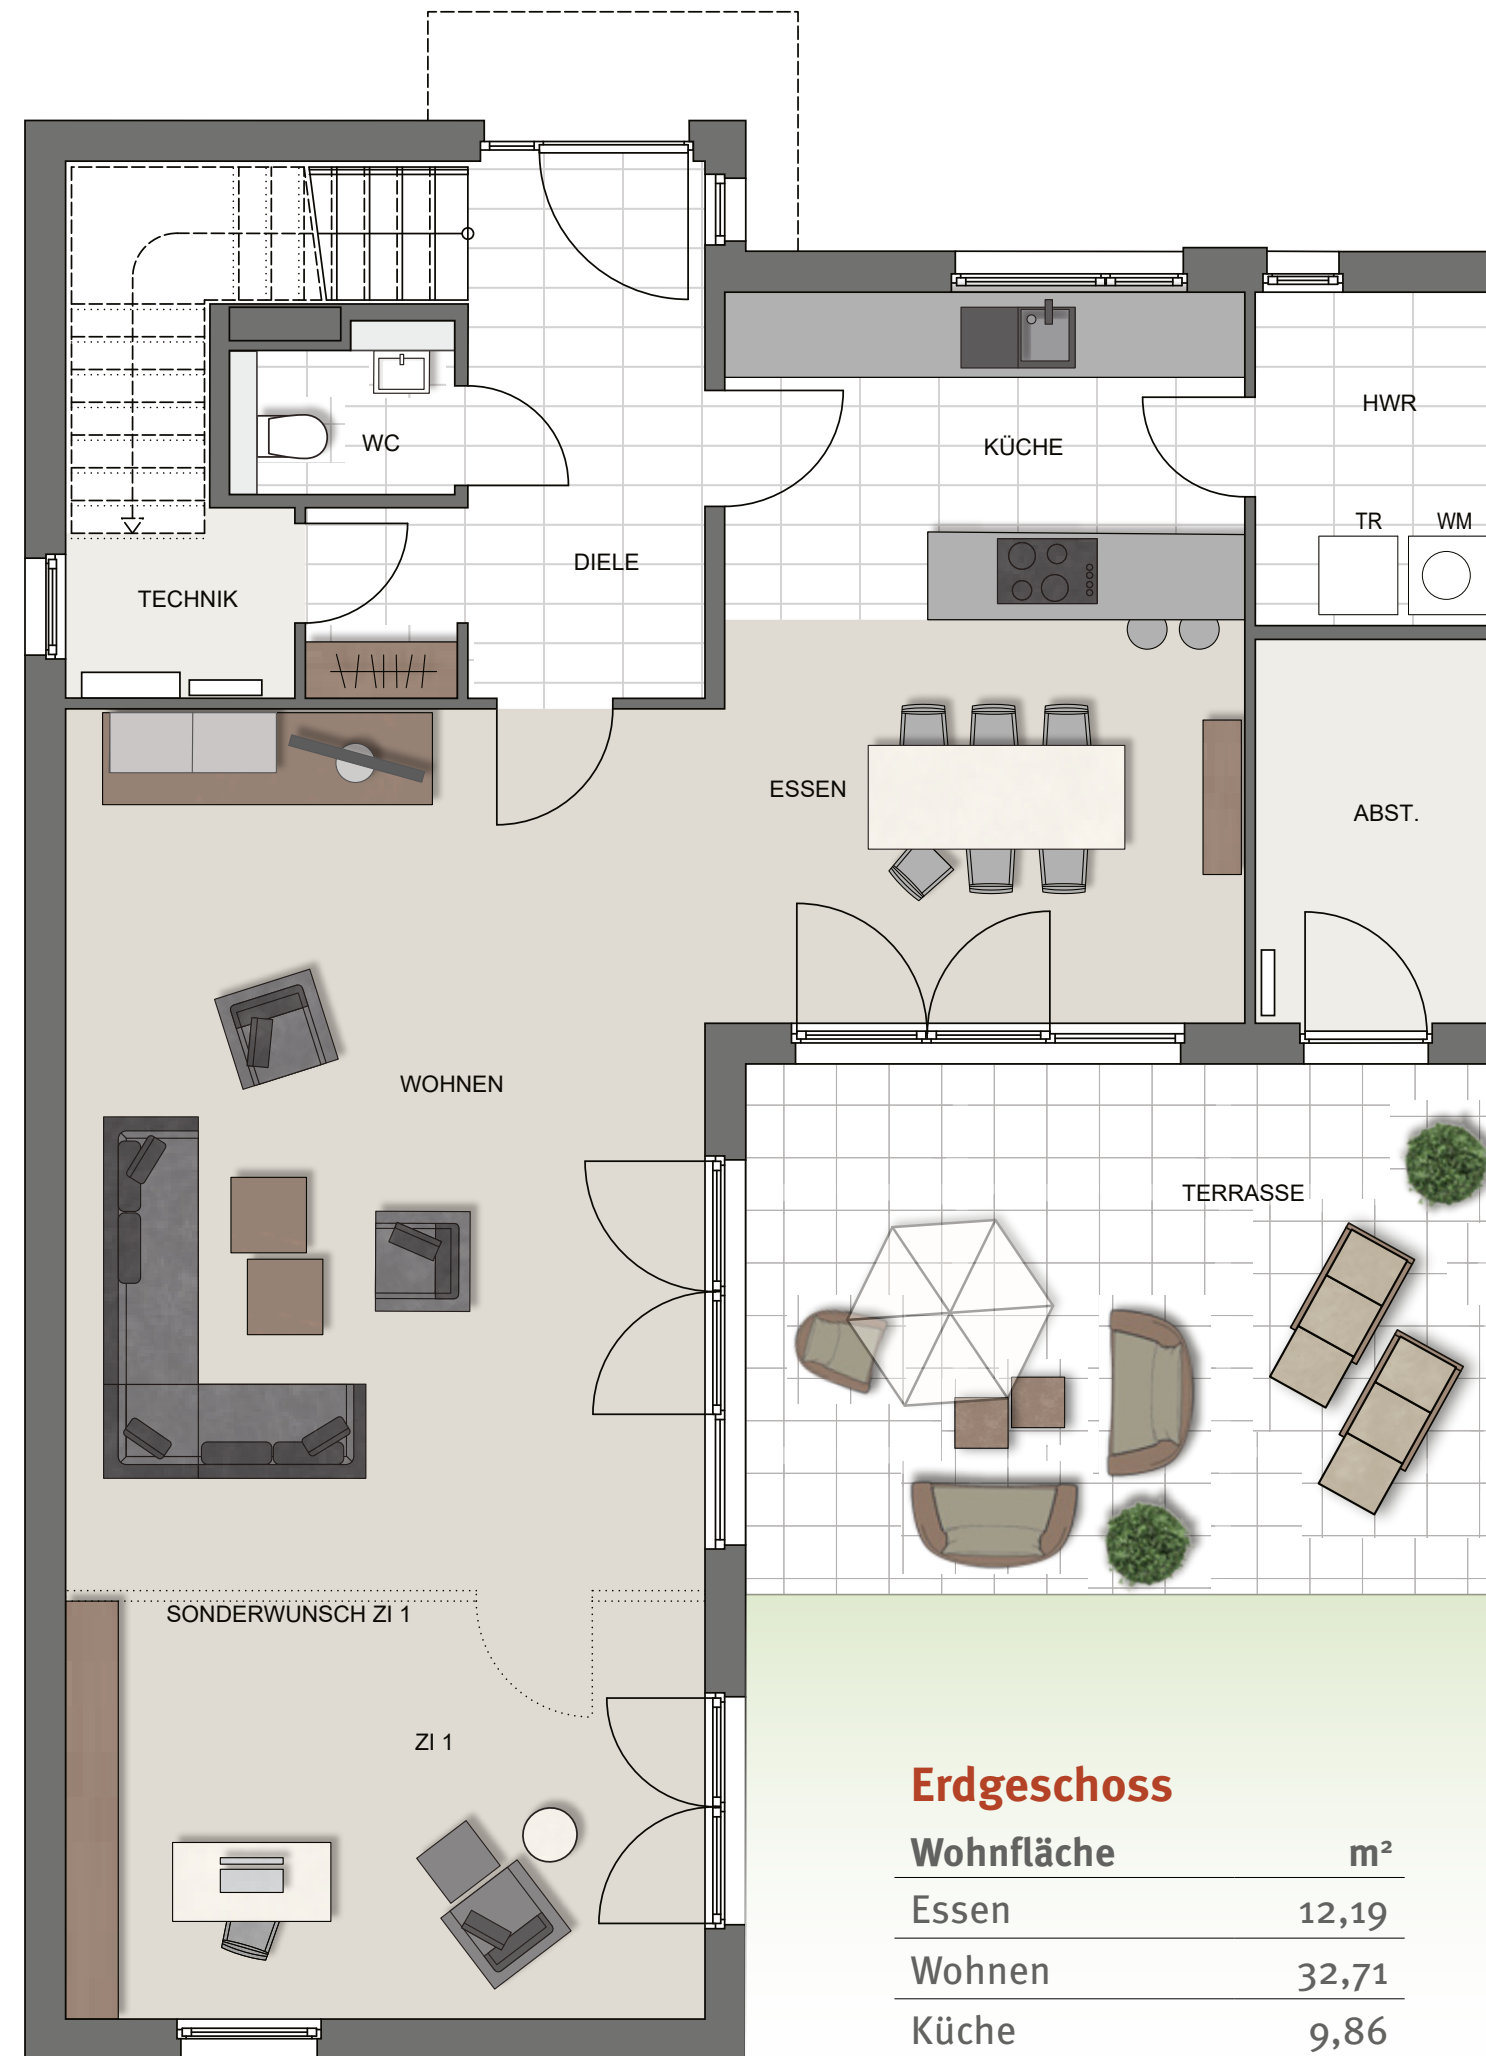 HWR
WC
KÜCHE
TR
WM
DIELE
TECHNIK
ESSEN
ABST.
WOHNEN
TERRASSE
SONDERWUNSCH ZI 1
ZI 1
Erdgeschoss
Wohnfläche m²
Essen 12,19
Wohnen 32,71
Küche 9,86